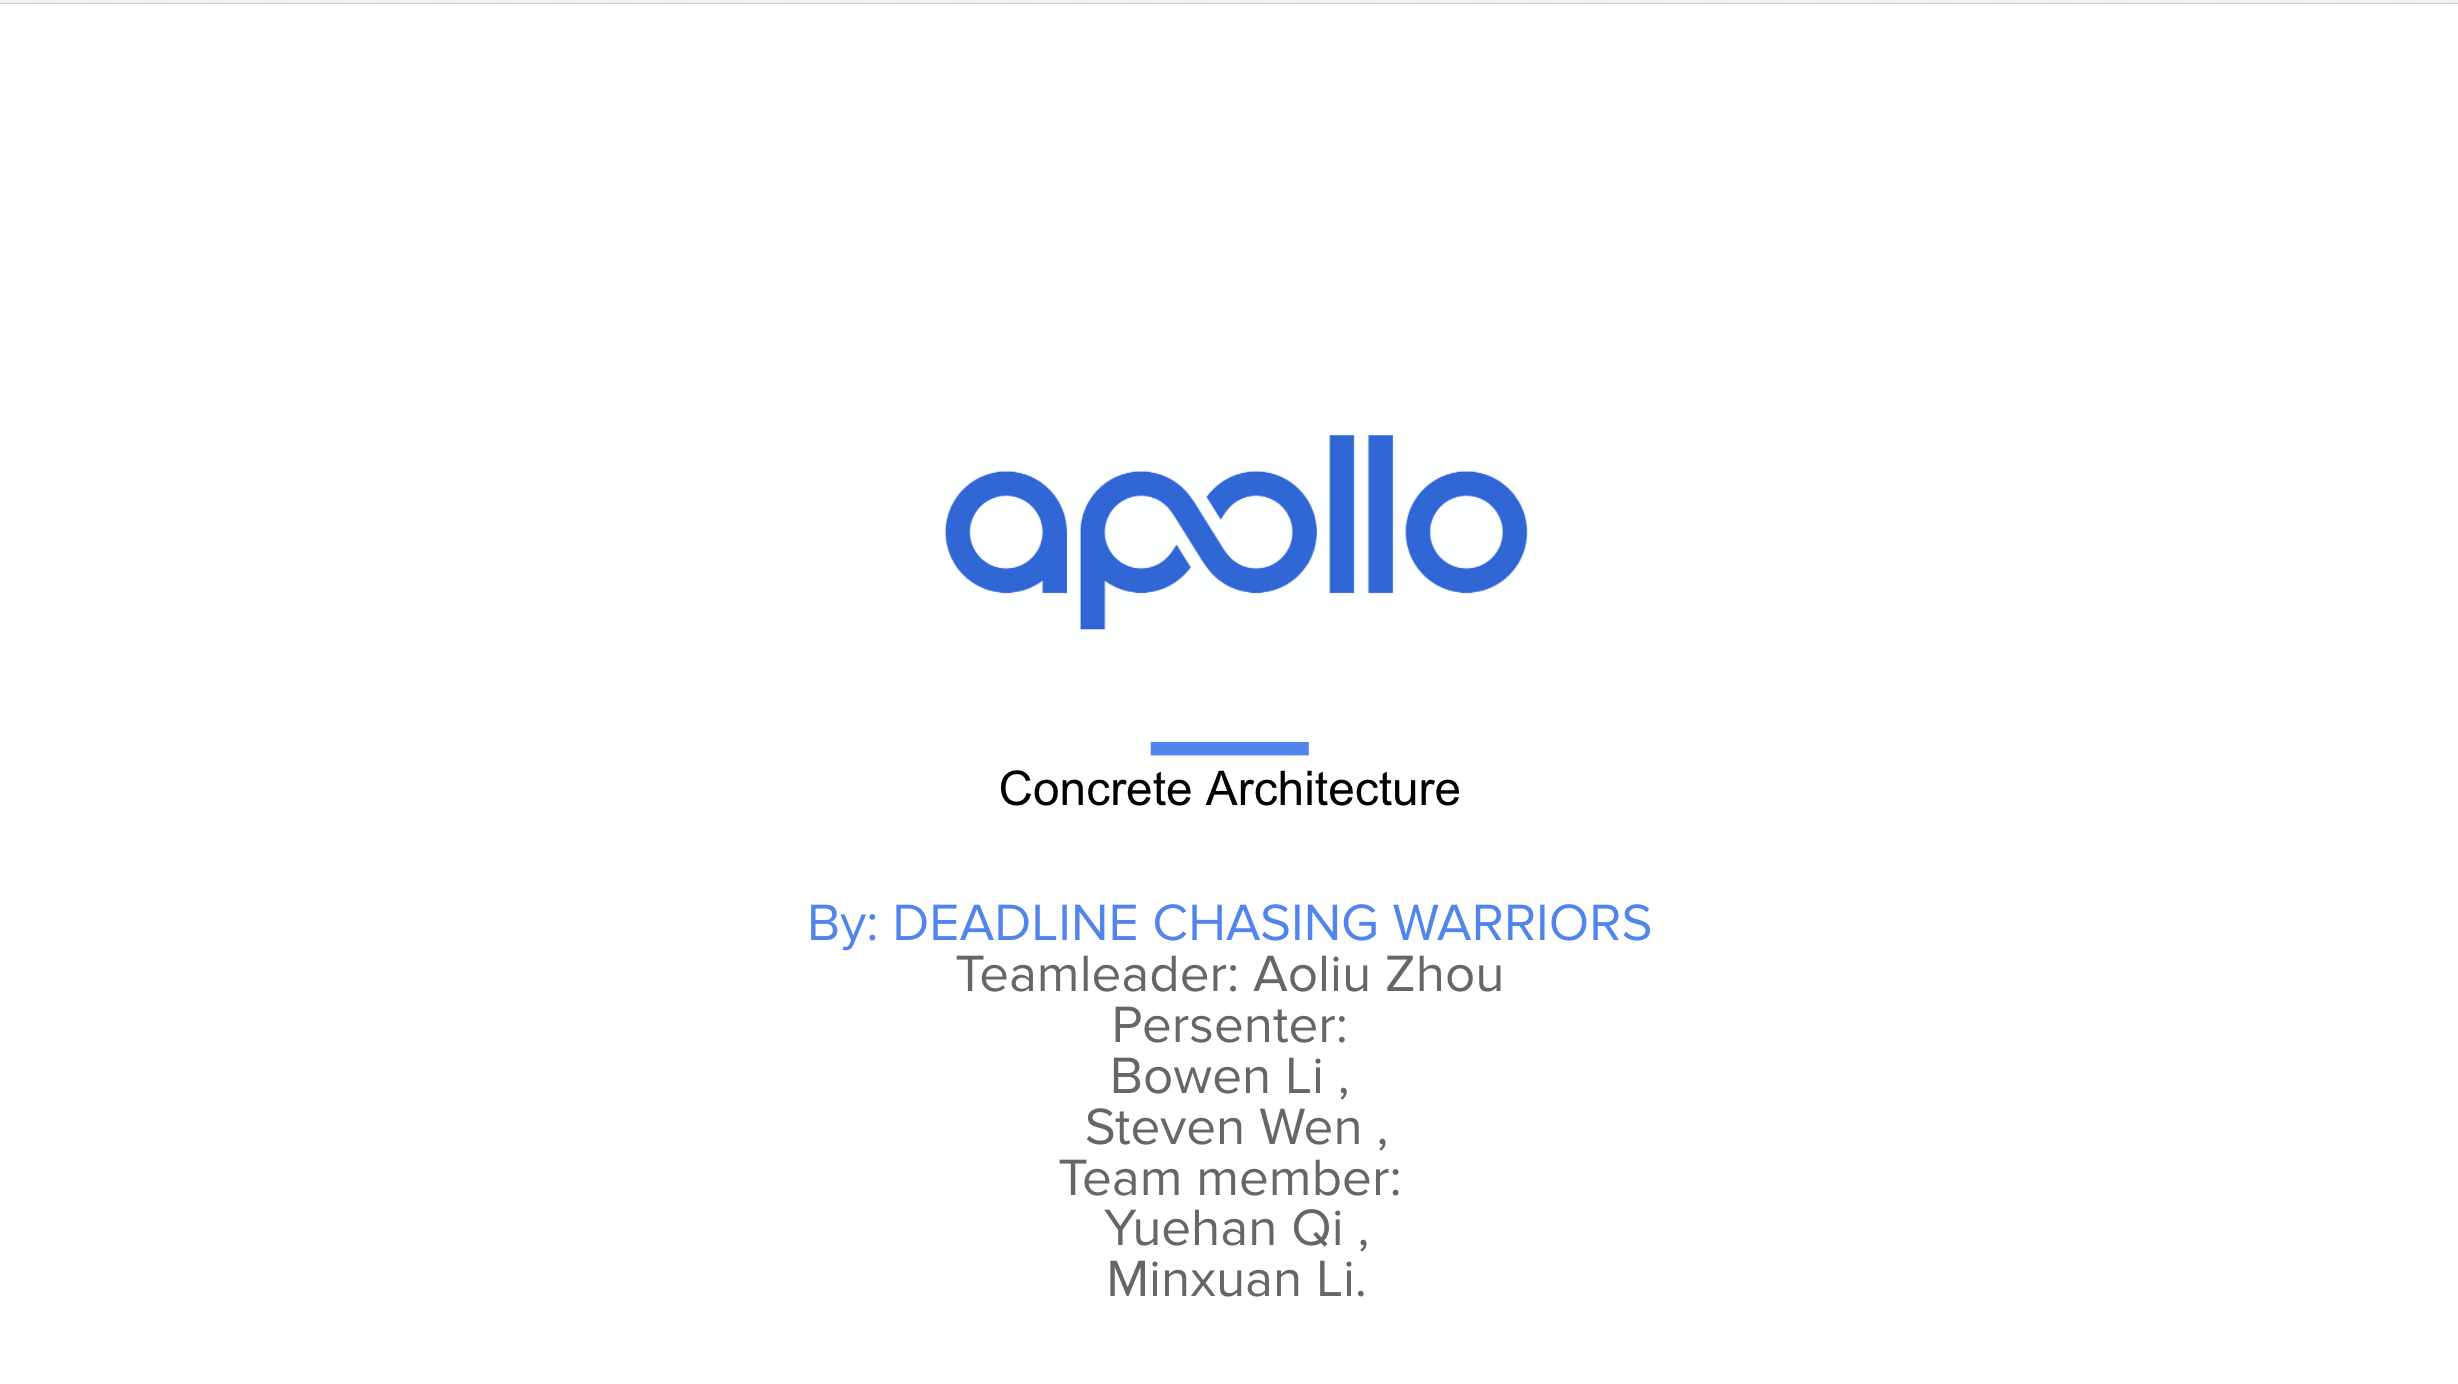 apollo
Concrete Architecture
By: DEADLINE CHASING WARRIORS
Teamleader: Aoliu Zhou
Persenter:
Bowen Li ,
Steven Wen ,
Team member:
Yuehan Qi ,
Minxuan Li.